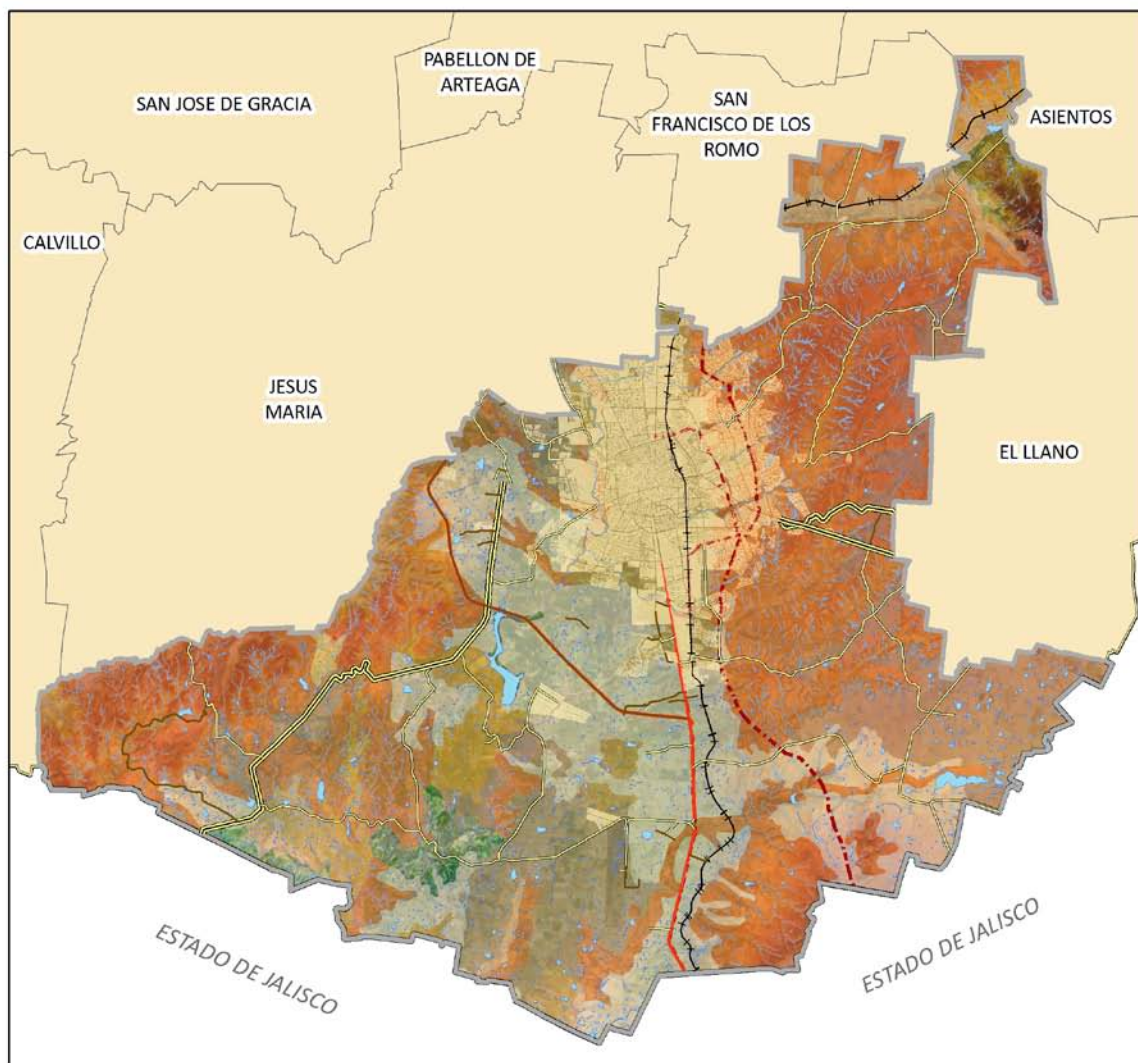 PABELLON DE
ARTEAGA
SAN JOSE DE GRACIA
SAN
FRANCISCO DE LOS
ROMO
ASIENTOS
CALVILLO
JESUS
MARIA
EL LLANO
ESTADO DE JALISCO
ESTADO DE JALISCO